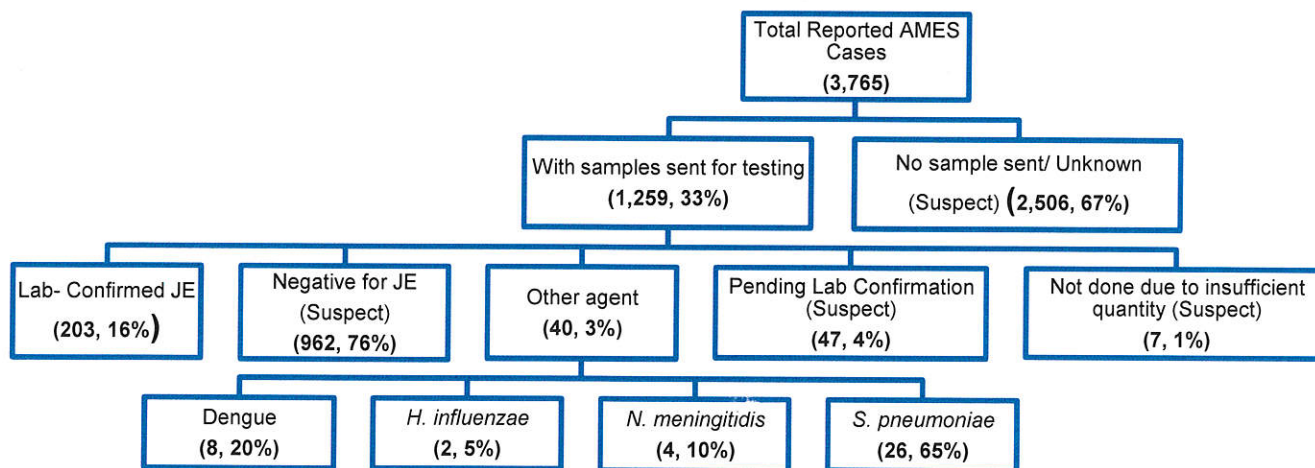 Total Reported AMES
Cases
(3,765)
With samples sent for testing
(1,259, 33%)
No sample sent/ Unknown
(Suspect) (2,506, 67%)
Lab- Confirmed JE
(203, 16%)
Negative for JE
(Suspect)
(962, 76%)
Other agent
(40, 3%)
Pending Lab Confirmation
(Suspect)
(47, 4%)
Not done due to insufficient
quantity (Suspect)
(7, 1%)
Dengue
(8, 20%)
H. influenzae
(2, 5%)
N. meningitidis
(4, 10%)
S. pneumoniae
(26, 65%)